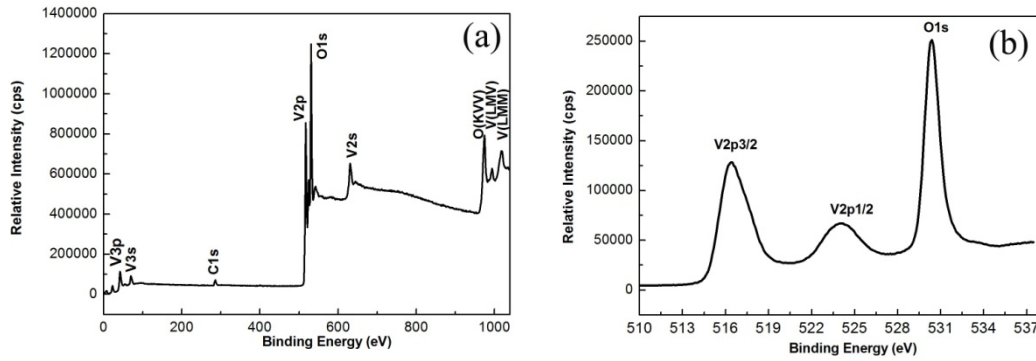 (a)
Relative Intensity (cps)
1400000
1200000
1000000
800000
600000
400000
200000
0
V3p
V3s
C1s
V2p
O1s
V2s
O(KVV)
V(LMV)
V(LMM)
0 200 400 600 800 1000
Binding Energy (eV)
(b)
Relative Intensity (cps)
250000
200000
150000
100000
50000
0
V2p3/2
V2p1/2
O1s
510 513 516 519 522 525 528 531 534 537
Binding Energy (eV)